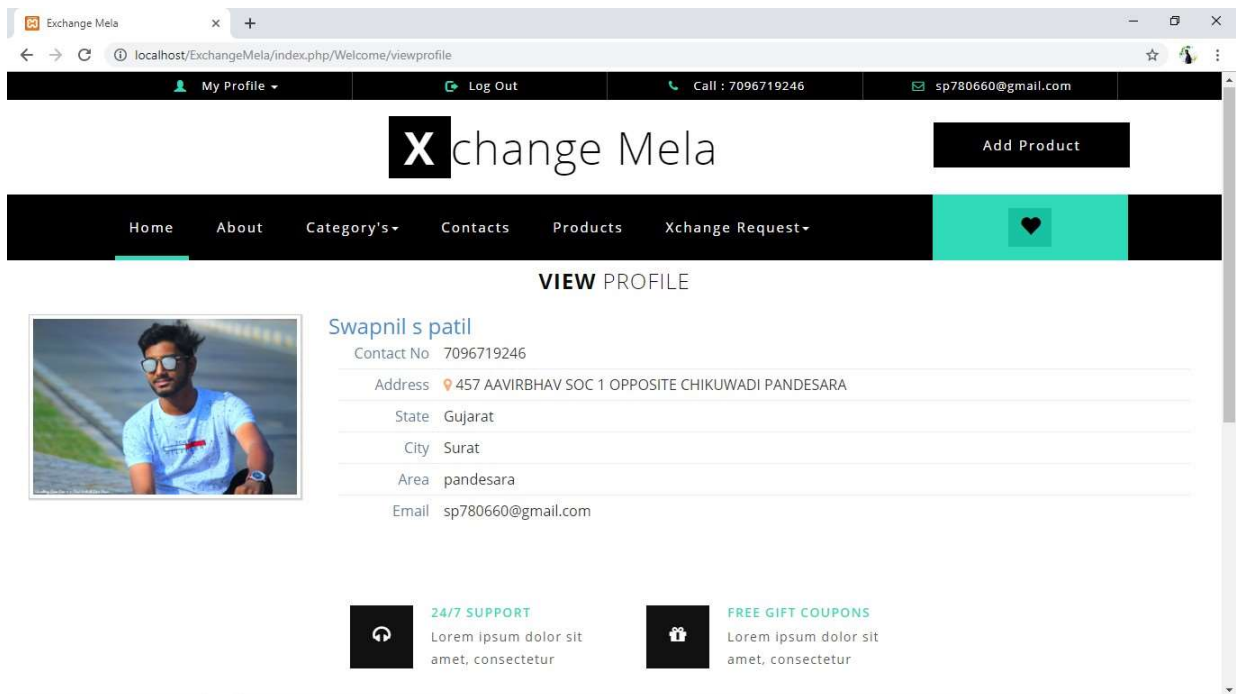 Exchange Mela
localhost/ExchangeMela/index.php/Welcome/viewprofile
My Profile Log Out Call : 7096719246 sp780660@gmail.com
Xchange Mela
Add Product
Home About Category's Contacts Products Xchange Request
VIEW PROFILE
Swapnil s patil
Contact No 7096719246
Address 457 AAVIRBHAV SOC 1 OPPOSITE CHIKUWADI PANDESARA
State Gujarat
City Surat
Area pandesara
Email sp780660@gmail.com
24/7 SUPPORT
Lorem ipsum dolor sit
amet, consectetur
FREE GIFT COUPONS
Lorem ipsum dolor sit
amet, consectetur